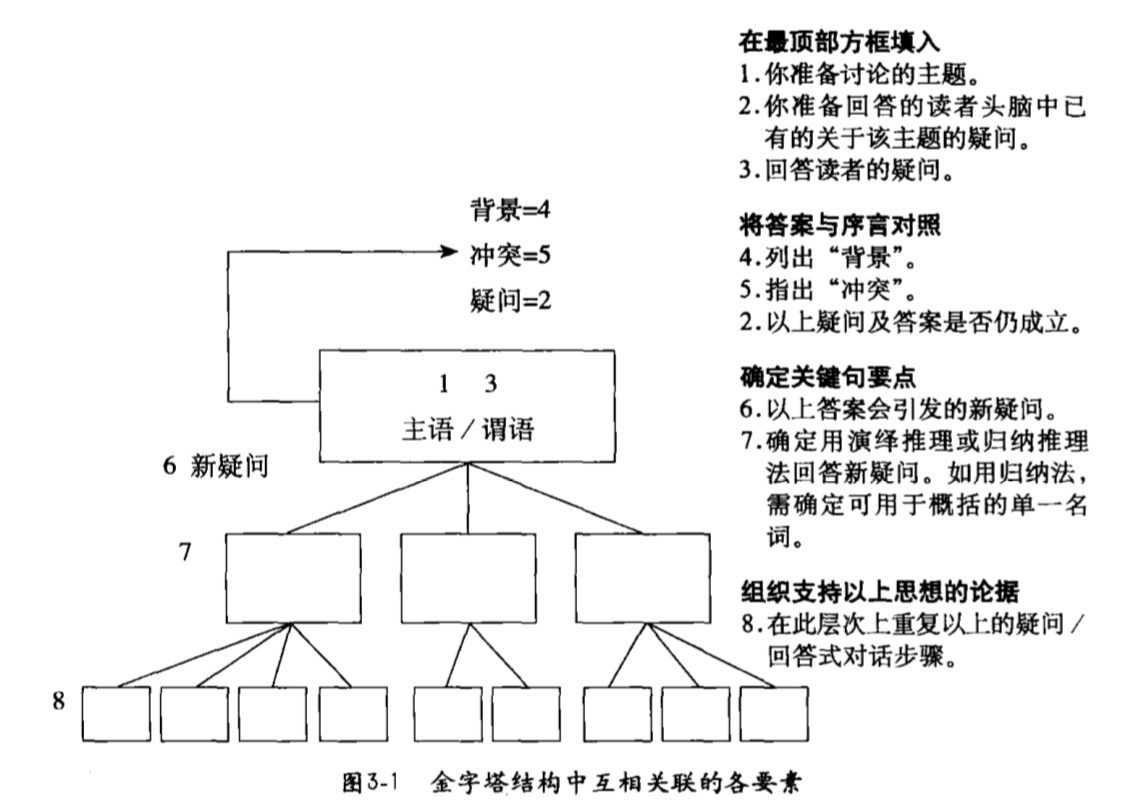 在最顶部方框填入
1.你准备讨论的主题。
2.你准备回答的读者头脑中已
有的关于该主题的疑问。
3.回答读者的疑问。
将答案与序言对照
4.列出“背景”。
5.指出“冲突”。
2.以上疑问及答案是否仍成立。
确定关键句要点
6.以上答案会引发的新疑问。
7.确定用演绎推理或归纳推理
法回答新疑问。如用归纳法，
需确定可用于概括的单一名
词。
组织支持以上思想的论据
8.在此层次上重复以上的疑问/
回答式对话步骤。
背景=4
冲突=5
疑问=2
1 3
主语/谓语
6 新疑问
7
8
图3-1 金字塔结构中互相关联的各要素